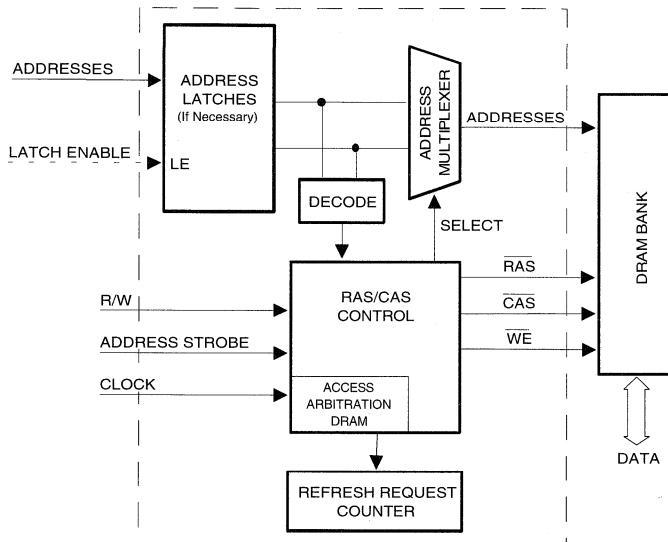 ADDRESSES
ADDRESS
LATCHES
(If Necessary)
LATCH ENABLE
LE
ADDRESS
MULTIPLEXER
ADDRESSES
DRAM BANK
DECODE
SELECT
RAS
CAS
WE
R/W
ADDRESS STROBE
CLOCK
RAS/CAS
CONTROL
ACCESS
ARBITRATION
DRAM
REFRESH REQUEST
COUNTER
DATA